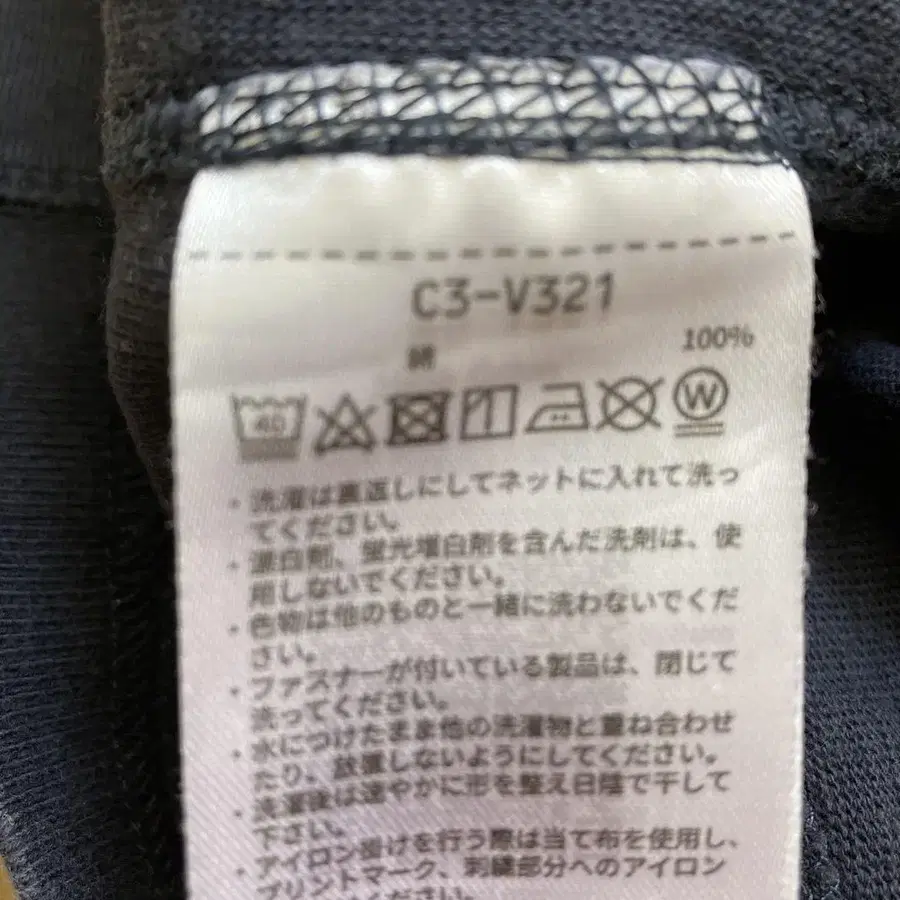 C3-V321
綿 100%
40
W
・洗濯は裏返しにしてネットに入れて洗っ
てください。
・漂白剤、蛍光増白剤を含んだ洗剤は、使
用しないでください。
・色物は他のものと一緒に洗わないでくだ
さい。
・ファスナーが付いている製品は、閉じて
洗ってください。
・水につけたまま他の洗濯物と重ね合わせ
たり、放置しないようにしてください。
・洗濯後は速やかに形を整え日陰で干して
下さい。
・アイロン掛けを行う際は当て布を使用し、
プリントマーク、刺繍部分へのアイロン
ください。